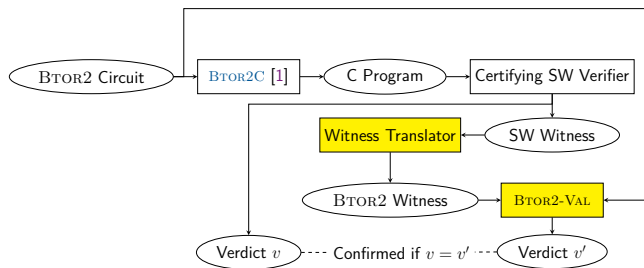 BTOR2 Circuit
BTOR2C [1]
C Program
Certifying SW Verifier
Witness Translator
SW Witness
BTOR2 Witness
BTOR2-VAL
Verdict v
Confirmed if v = v′
Verdict v′